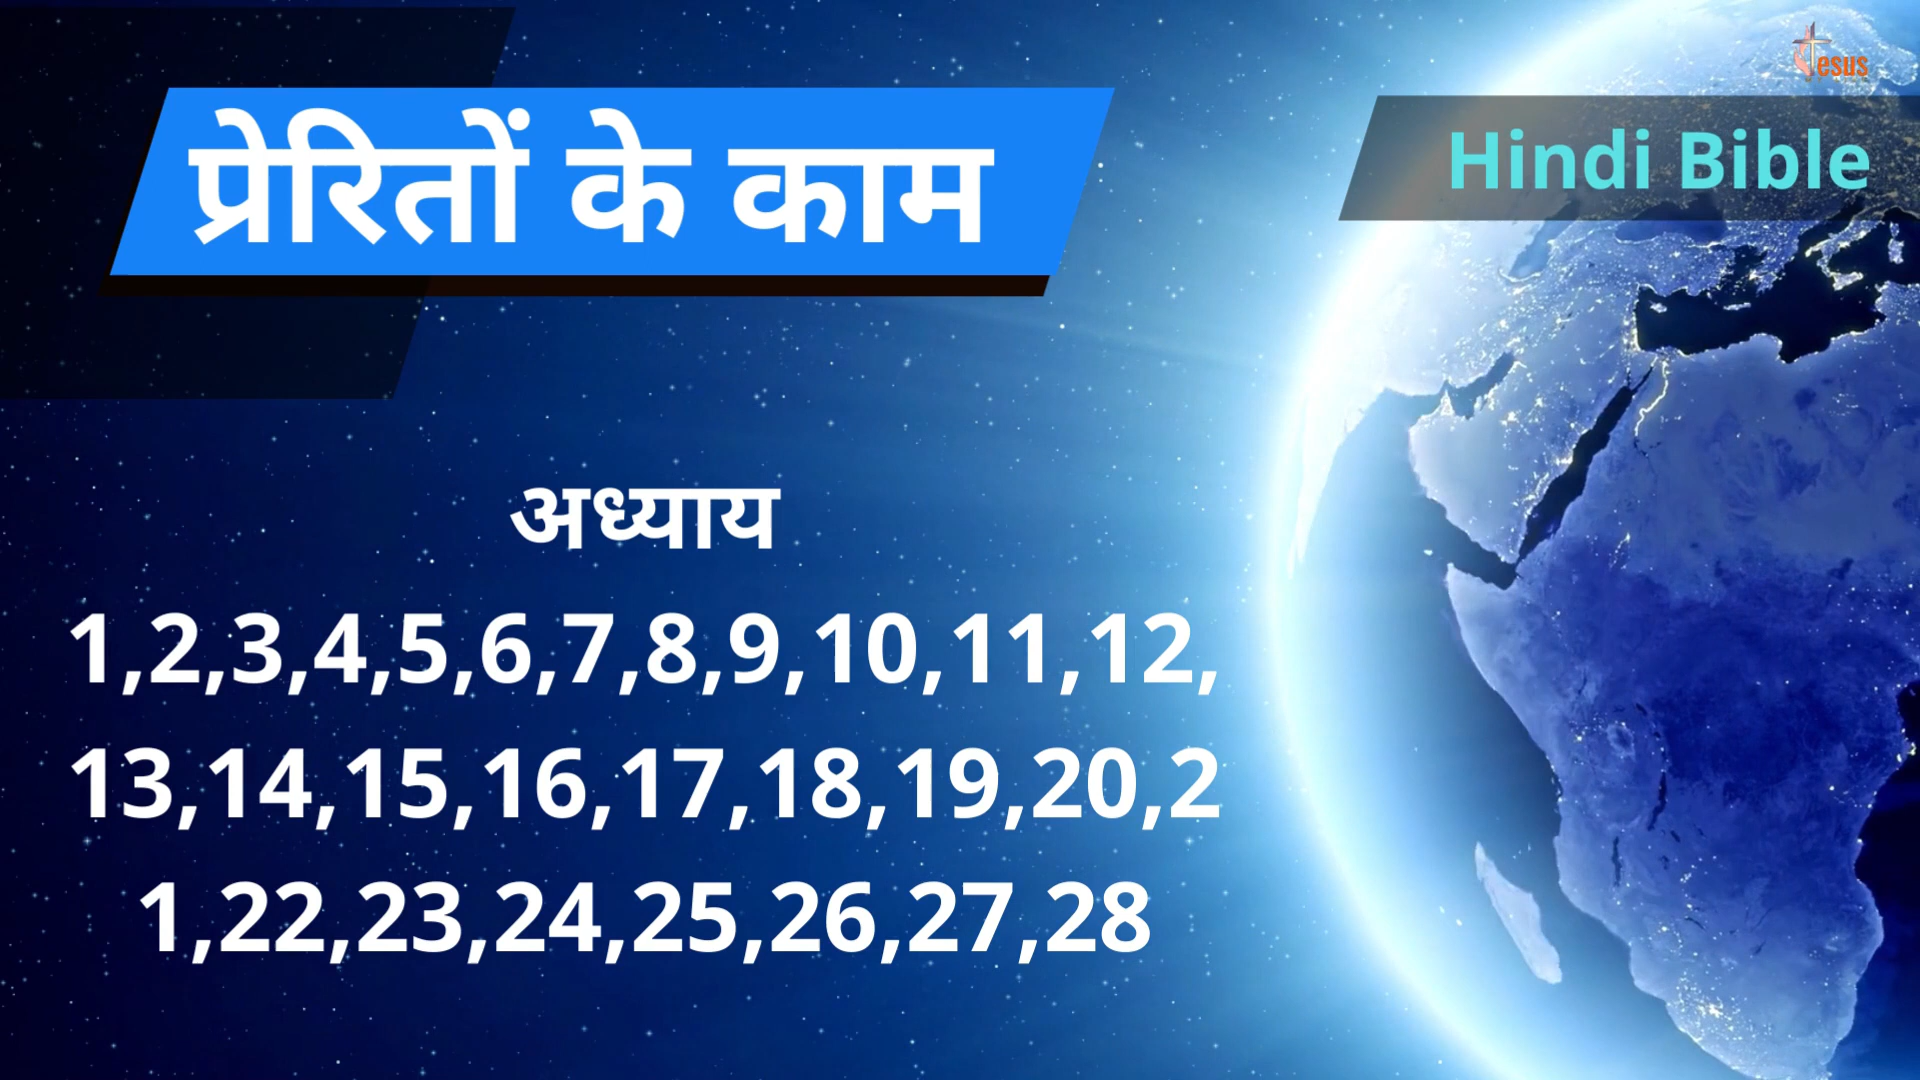 प्रेरितों के काम
Jesus
Hindi Bible
अध्याय
1,2,3,4,5,6,7,8,9,10,11,12,
13,14,15,16,17,18,19,20,2
1,22,23,24,25,26,27,28